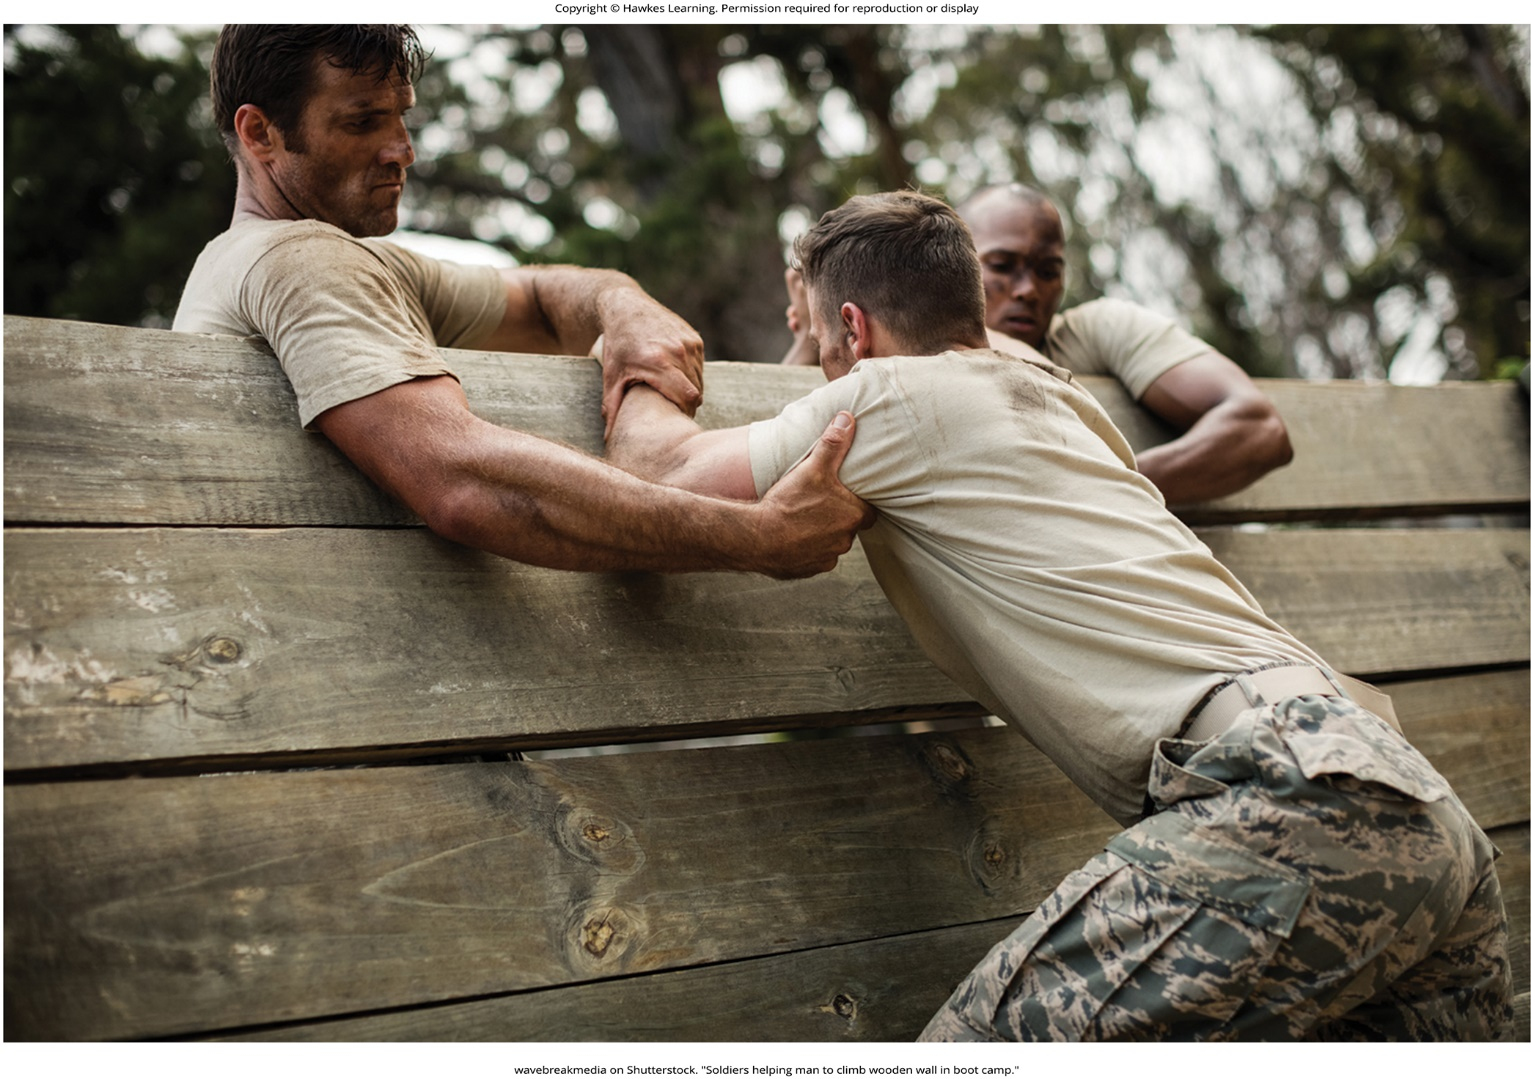 Copyright © Hawkes Learning. Permission required for reproduction or display
wavebreakmedia on Shutterstock. "Soldiers helping man to climb wooden wall in boot camp."